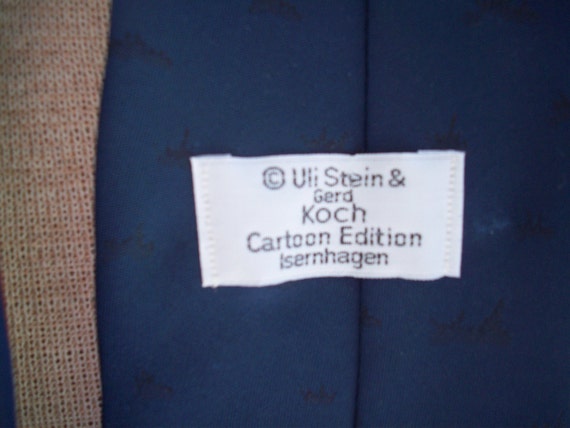 © Uli Stein &
Gerd
Koch
Cartoon Edition
Isernhagen